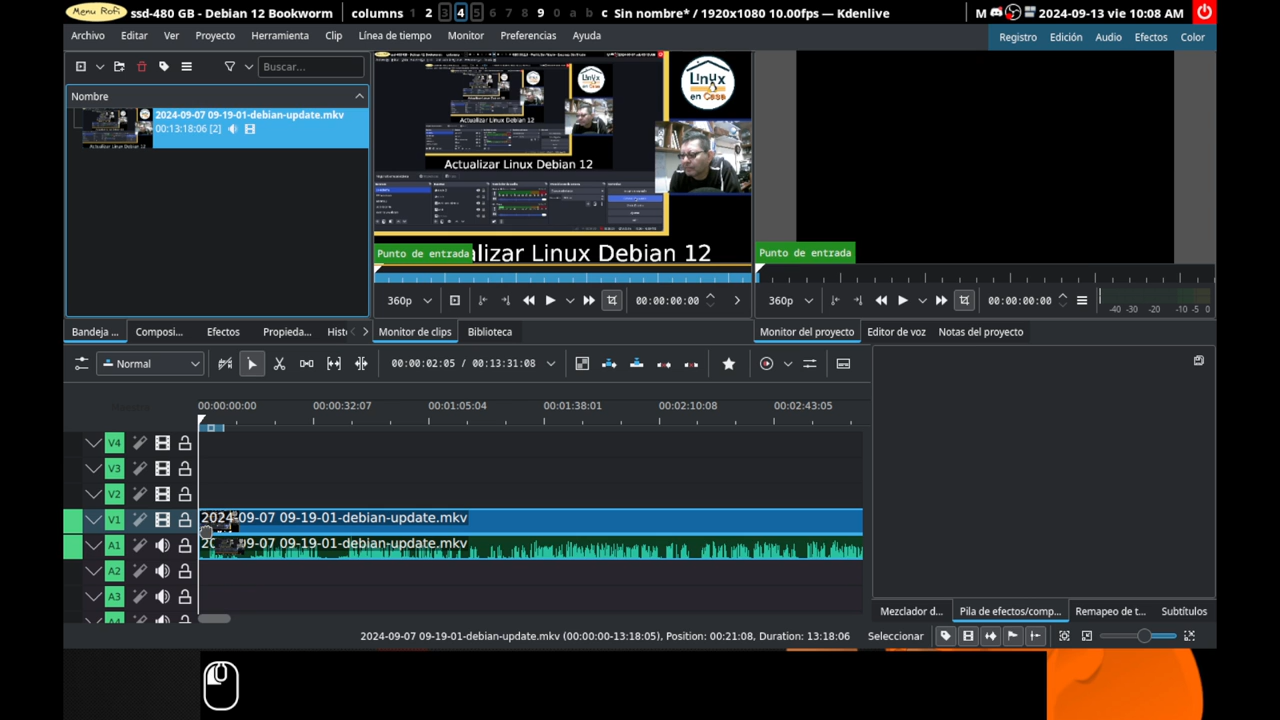 Menu Rofi ssd-480 GB - Debian 12 Bookworm columns 1 2 3 4 5 6 7 8 9 0 a b c Sin nombre* / 1920x1080 10.00fps — Kdenlive M 2024-09-13 vie 10:08 AM
Archivo Editar Ver Proyecto Herramienta Clip Línea de tiempo Monitor Preferencias Ayuda Registro Edición Audio Efectos Color
Buscar...
Nombre
2024-09-07 09-19-01-debian-update.mkv
00:13:18:06 [2]
Linux
en Casa
Actualizar Linux Debian 12
Actualizar Linux Debian 12
Punto de entrada
alizar Linux Debian 12
Punto de entrada
360p 00:00:00:00 360p 00:00:00:00
-40 -30 -20 -10 -5 0
Bandeja ... Composi... Efectos Propieda... Histo Monitor de clips Biblioteca Monitor del proyecto Editor de voz Notas del proyecto
Normal 00:00:02:05 / 00:13:31:08
00:00:00:00 00:00:32:07 00:01:05:04 00:01:38:01 00:02:10:08 00:02:43:05
V4
V3
V2
V1 2024-09-07 09-19-01-debian-update.mkv
A1 2024-09-07 09-19-01-debian-update.mkv
A2
A3
A4
Mezclador d... Pila de efectos/comp... Remapeo de t... Subtítulos
2024-09-07 09-19-01-debian-update.mkv (00:00:00-13:18:05), Position: 00:21:08, Duration: 13:18:06 Seleccionar